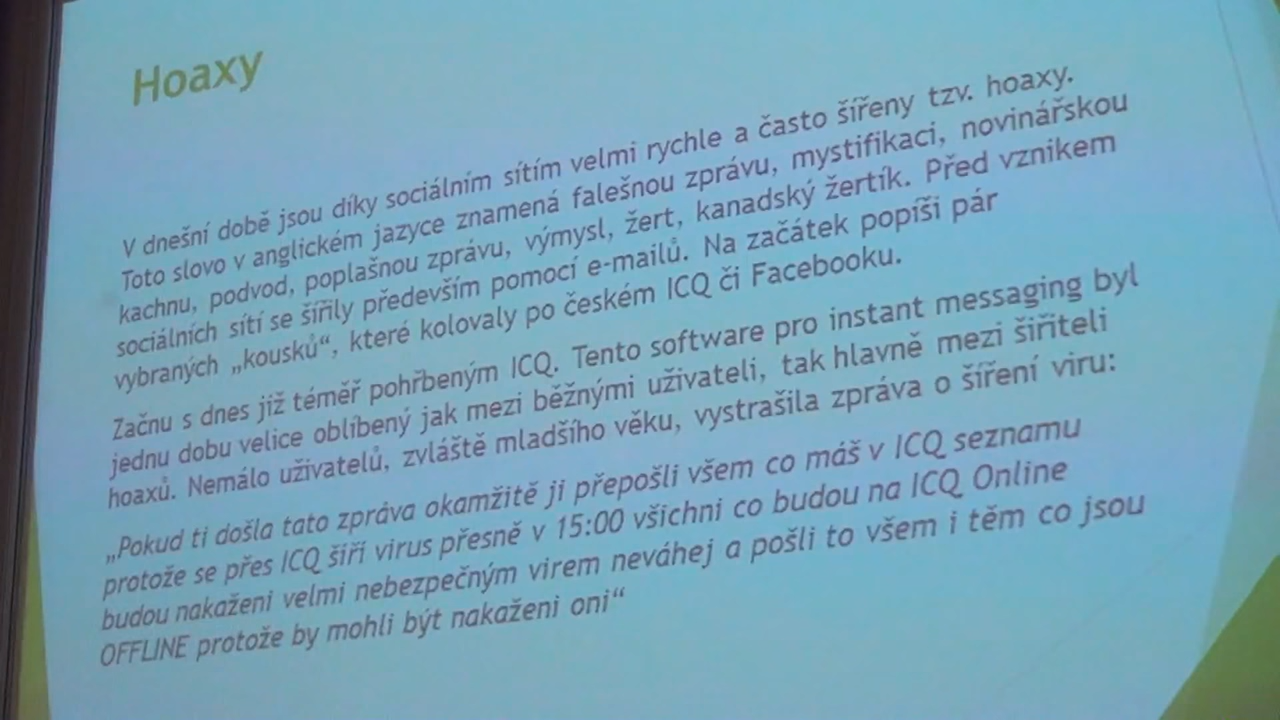 Hoaxy
V dnešní době jsou díky sociálním sítím velmi rychle a často šířeny tzv. hoaxy.
Toto slovo v anglickém jazyce znamená falešnou zprávu, mystifikaci, novinářskou
kachnu, podvod, poplašnou zprávu, výmysl, žert, kanadský žertík. Před vznikem
sociálních sítí se šířily především pomocí e-mailů. Na začátek popíši pár
vybraných „kousků“, které kolovaly po českém ICQ či Facebooku.
Začnu s dnes již téměř pohřbeným ICQ. Tento software pro instant messaging byl
jednu dobu velice oblíbený jak mezi běžnými uživateli, tak hlavně mezi šiřiteli
hoaxů. Nemálo uživatelů, zvláště mladšího věku, vystrašila zpráva o šíření viru:
„Pokud ti došla tato zpráva okamžitě ji přepošli všem co máš v ICQ seznamu
protože se přes ICQ šíří virus přesně v 15:00 všichni co budou na ICQ Online
budou nakaženi velmi nebezpečným virem neváhej a pošli to všem i těm co jsou
OFFLINE protože by mohli být nakaženi oni“